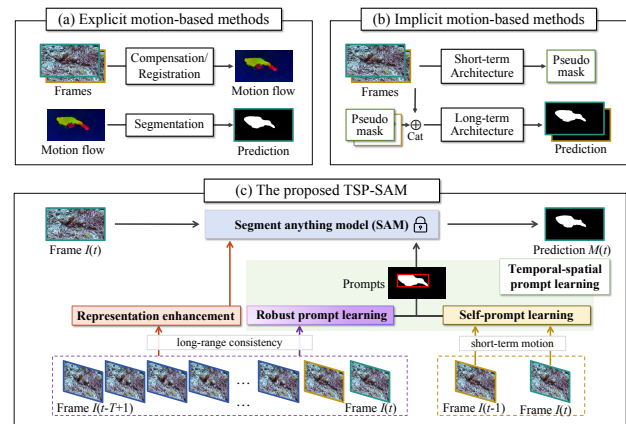 (a) Explicit motion-based methods
Frames
Compensation/
Registration
Motion flow
Motion flow
Segmentation
Prediction
(b) Implicit motion-based methods
Frames
Short-term
Architecture
Pseudo
mask
Pseudo
mask
Cat
Long-term
Architecture
Prediction
(c) The proposed TSP-SAM
Frame I(t)
Segment anything model (SAM)
Prediction M(t)
Prompts
Temporal-spatial
prompt learning
Representation enhancement
Robust prompt learning
Self-prompt learning
long-range consistency
short-term motion
Frame I(t-T+1)
...
...
Frame I(t)
Frame I(t-1)
Frame I(t)